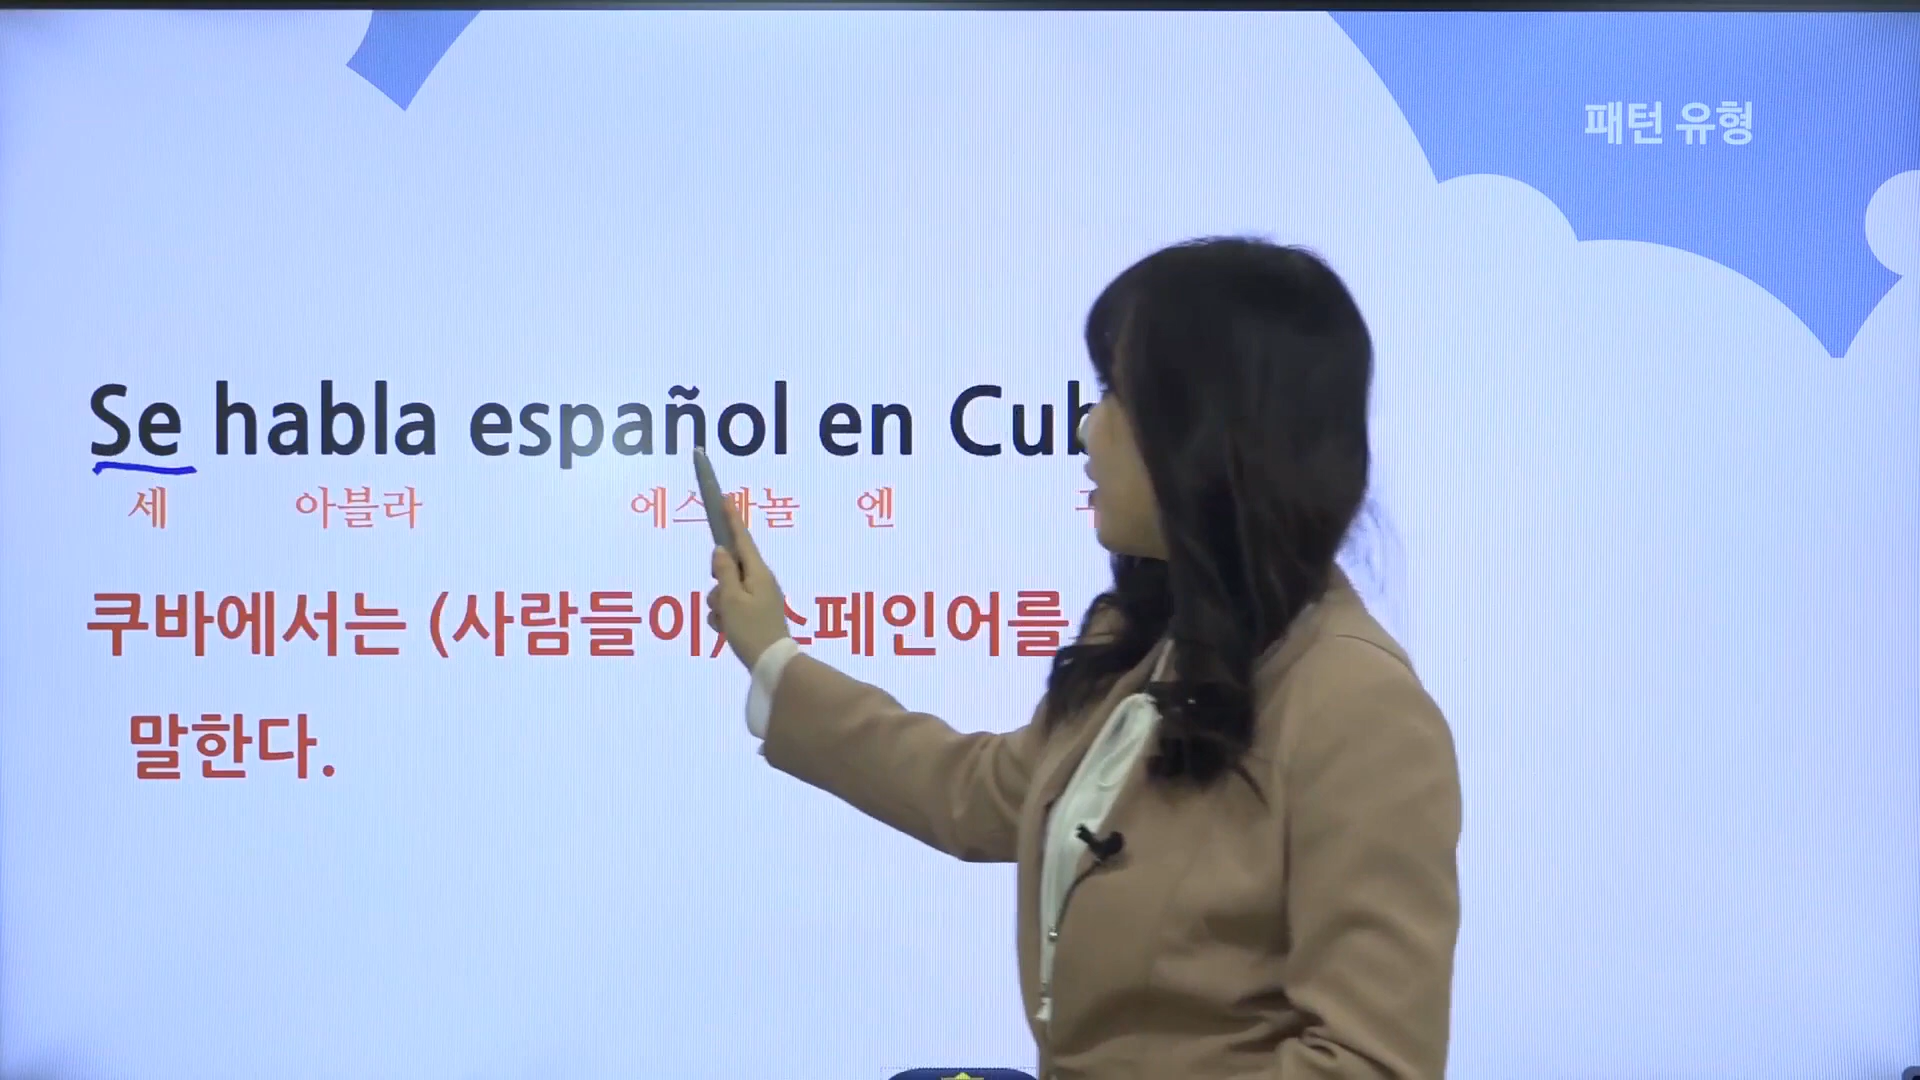 패턴 유형
Se habla español en Cub
세 아블라 에스빠뇰 엔
쿠바에서는 (사람들이) 스페인어를
말한다.